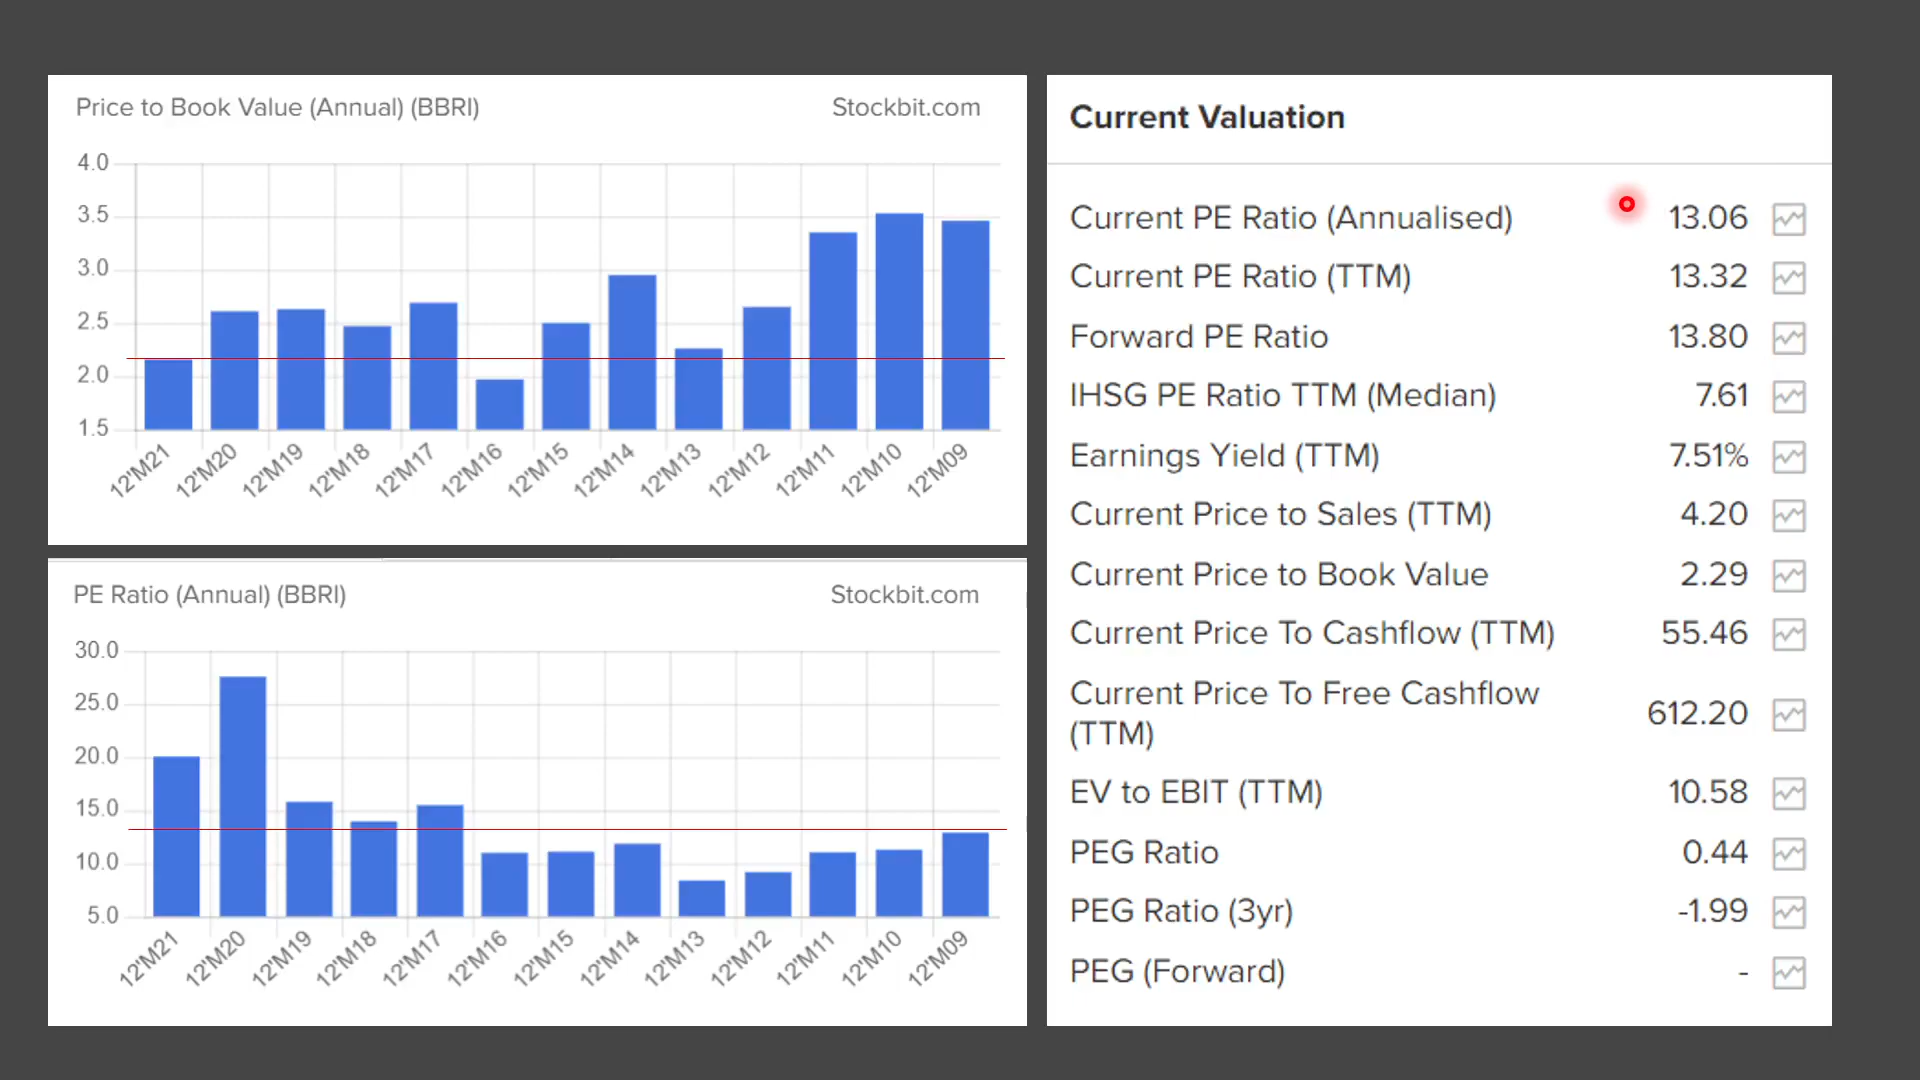 Price to Book Value (Annual) (BBRI) Stockbit.com
4.0
3.5
3.0
2.5
2.0
1.5
12'M21 12'M20 12'M19 12'M18 12'M17 12'M16 12'M15 12'M14 12'M13 12'M12 12'M11 12'M10 12'M09
PE Ratio (Annual) (BBRI) Stockbit.com
30.0
25.0
20.0
15.0
10.0
5.0
12'M21 12'M20 12'M19 12'M18 12'M17 12'M16 12'M15 12'M14 12'M13 12'M12 12'M11 12'M10 12'M09
Current Valuation
Current PE Ratio (Annualised) 13.06
Current PE Ratio (TTM) 13.32
Forward PE Ratio 13.80
IHSG PE Ratio TTM (Median) 7.61
Earnings Yield (TTM) 7.51%
Current Price to Sales (TTM) 4.20
Current Price to Book Value 2.29
Current Price To Cashflow (TTM) 55.46
Current Price To Free Cashflow
(TTM) 612.20
EV to EBIT (TTM) 10.58
PEG Ratio 0.44
PEG Ratio (3yr) -1.99
PEG (Forward) -